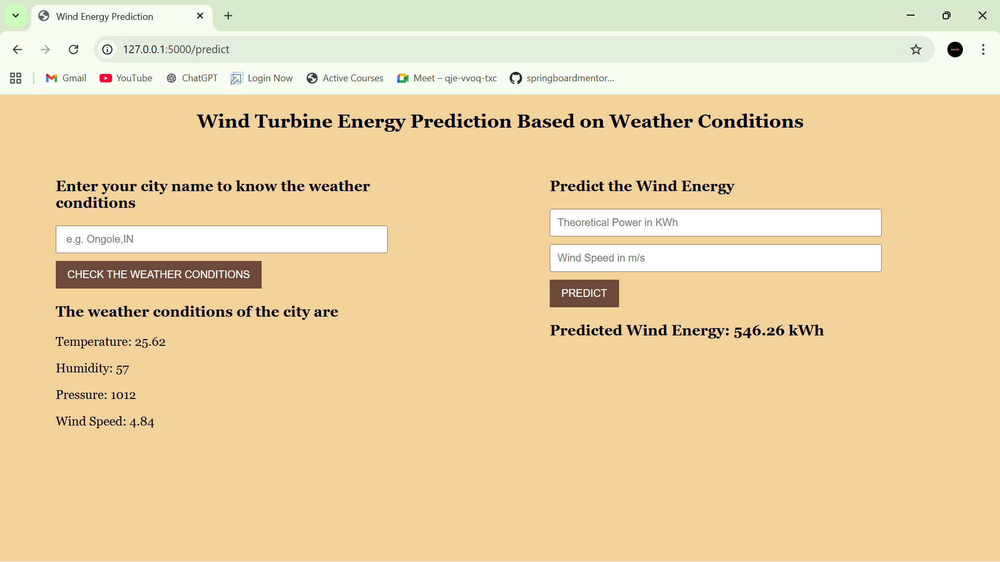 Wind Energy Prediction
127.0.0.1:5000/predict
Gmail YouTube ChatGPT Login Now Active Courses Meet – qje-vvoq-txc springboardmentor...
Wind Turbine Energy Prediction Based on Weather Conditions
Enter your city name to know the weather
conditions
e.g. Ongole,IN
CHECK THE WEATHER CONDITIONS
The weather conditions of the city are
Temperature: 25.62
Humidity: 57
Pressure: 1012
Wind Speed: 4.84
Predict the Wind Energy
Theoretical Power in KWh
Wind Speed in m/s
PREDICT
Predicted Wind Energy: 546.26 kWh